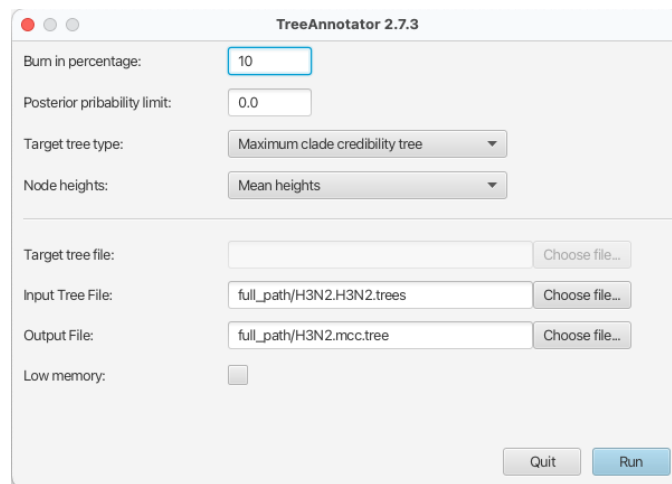 TreeAnnotator 2.7.3
Burn in percentage: 10
Posterior pribability limit: 0.0
Target tree type: Maximum clade credibility tree
Node heights: Mean heights
Target tree file: Choose file...
Input Tree File: full_path/H3N2.H3N2.trees Choose file...
Output File: full_path/H3N2.mcc.tree Choose file...
Low memory:
Quit Run